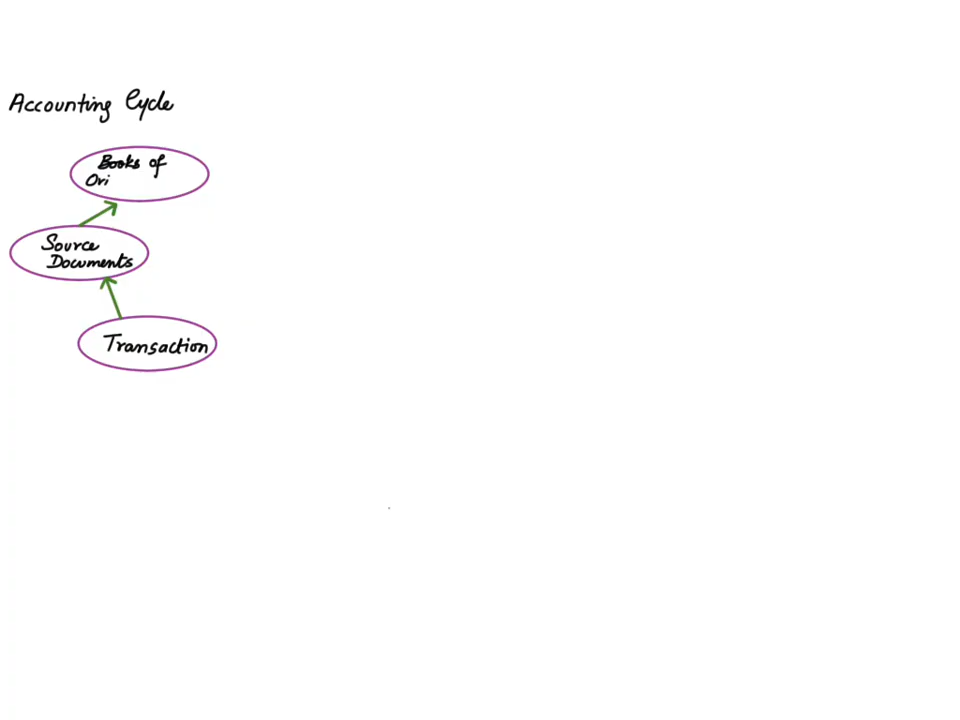 Accounting Cycle
Books of
Ori
Source
Documents
Transaction